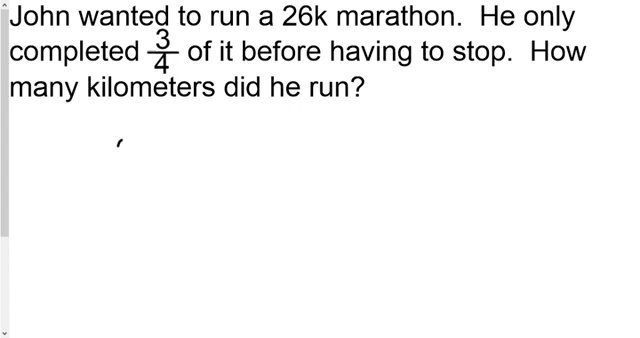 John wanted to run a 26k marathon.  He only
completed 3/4 of it before having to stop.  How
many kilometers did he run?